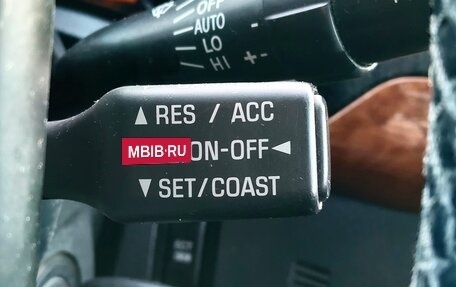 OFF
AUTO
LO
HI +
▲ RES / ACC
MBIB.RU ON-OFF ◄
▼ SET/COAST